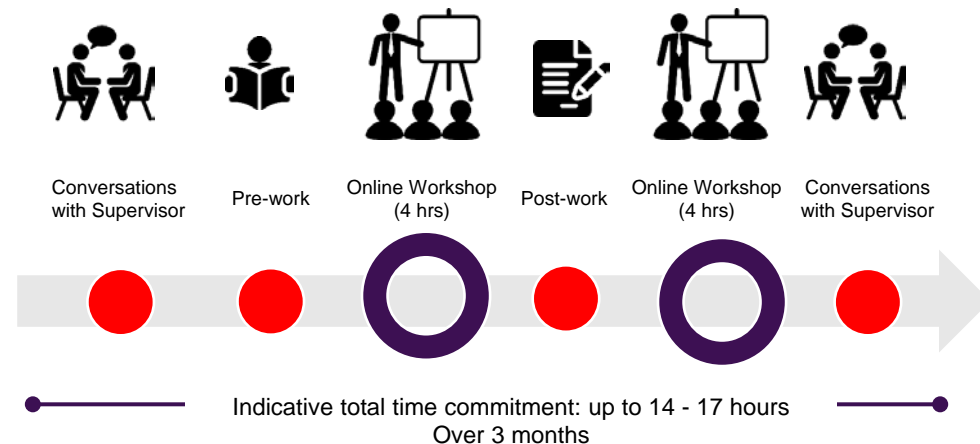 Conversations
with Supervisor
Pre-work
Online Workshop
(4 hrs)
Post-work
Online Workshop
(4 hrs)
Conversations
with Supervisor
Indicative total time commitment: up to 14 - 17 hours
Over 3 months